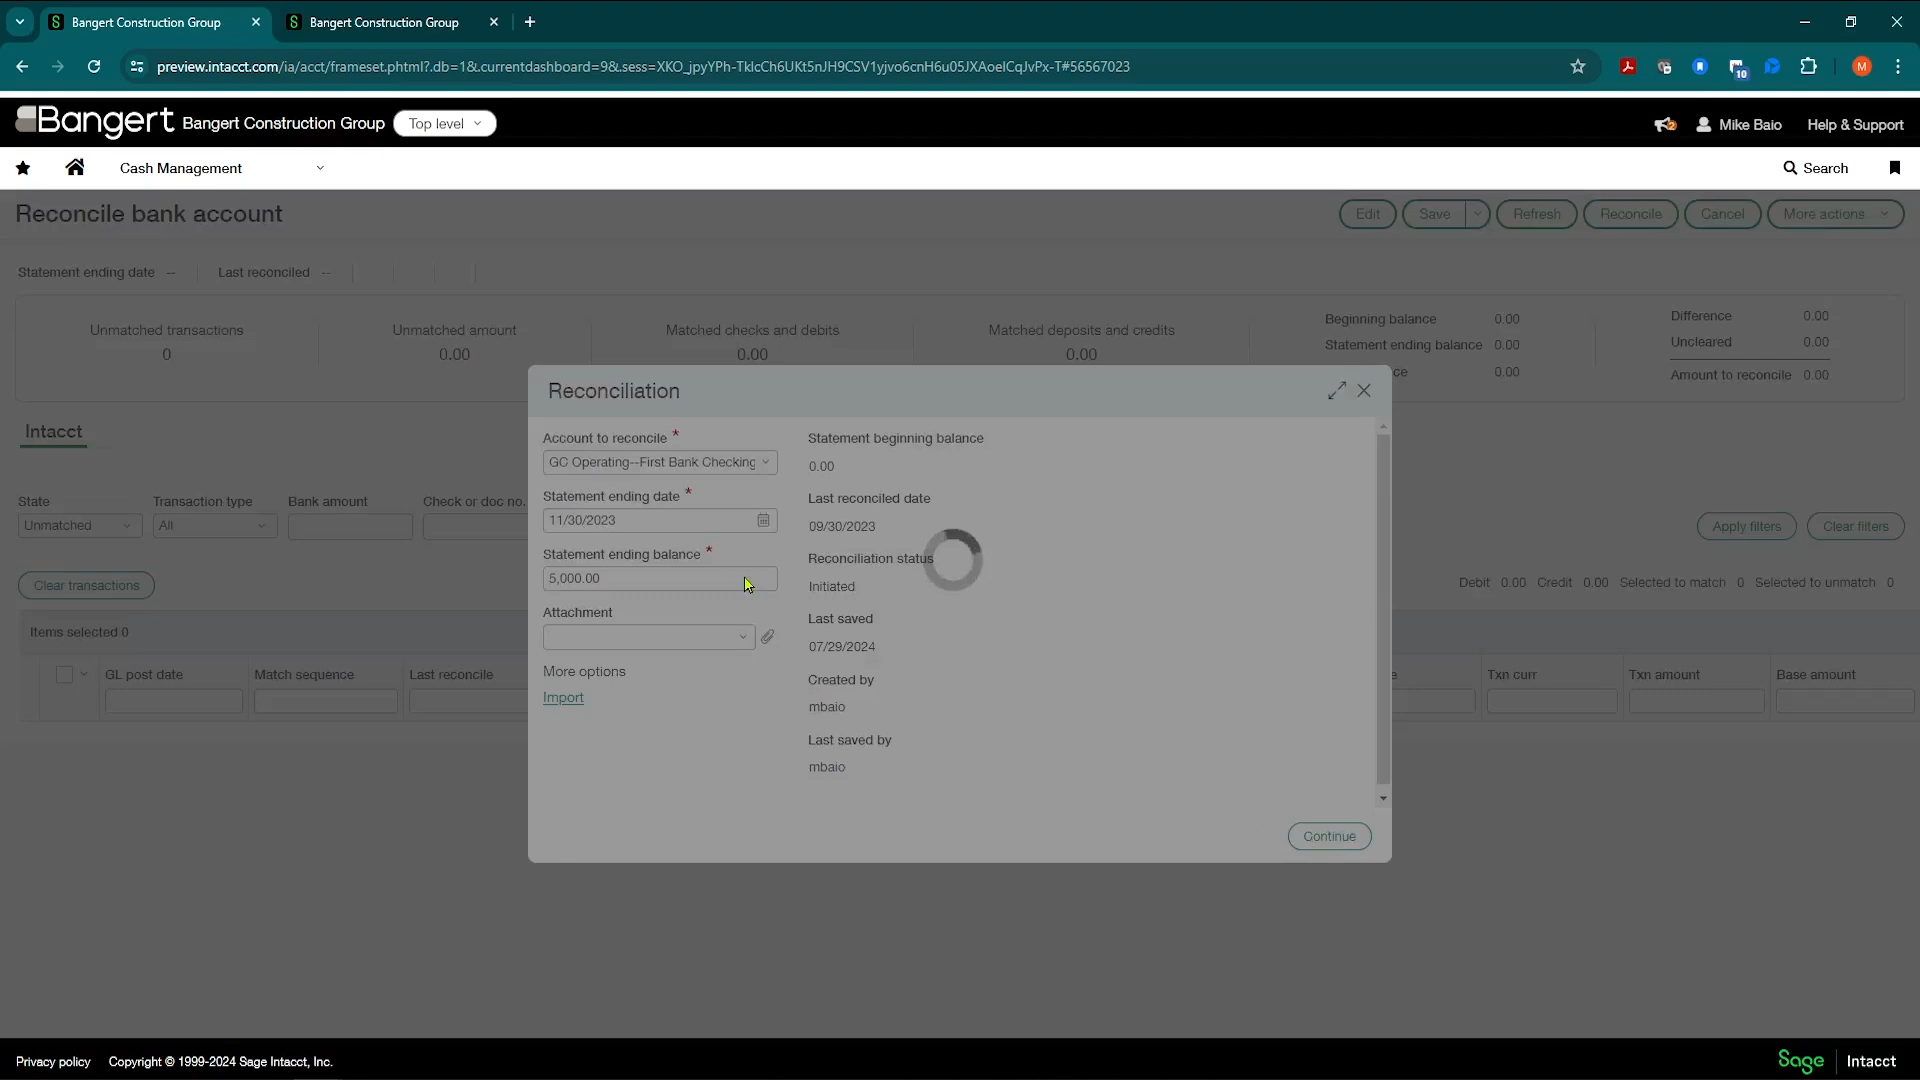 Bangert Construction Group
Bangert Construction Group
preview.intacct.com/ia/acct/frameset.phtml?.db=1&.currentdashboard=9&.sess=XKO_jpyYPh-TklcCh6UKt5nJH9CSV1yjvo6cnH6u05JXAoelCqJvPx-T#56567023
10
M
Bangert Bangert Construction Group Top level
2 Mike Baio Help & Support
Cash Management
Search
Reconcile bank account
Edit Save Refresh Reconcile Cancel More actions
Statement ending date -- Last reconciled --
Unmatched transactions
0
Unmatched amount
0.00
Matched checks and debits
0.00
Matched deposits and credits
0.00
Beginning balance 0.00
Statement ending balance 0.00
ce 0.00
Difference 0.00
Uncleared 0.00
Amount to reconcile 0.00
Intacct
State
Unmatched
Transaction type
All
Bank amount
Check or doc no.
Apply filters Clear filters
Clear transactions
Debit 0.00 Credit 0.00 Selected to match 0 Selected to unmatch 0
Items selected 0
GL post date Match sequence Last reconcile e Txn curr Txn amount Base amount
Reconciliation
Account to reconcile *
GC Operating--First Bank Checking
Statement ending date *
11/30/2023
Statement ending balance *
5,000.00
Attachment
More options
Import
Statement beginning balance
0.00
Last reconciled date
09/30/2023
Reconciliation status
Initiated
Last saved
07/29/2024
Created by
mbaio
Last saved by
mbaio
Continue
Privacy policy Copyright © 1999-2024 Sage Intacct, Inc.
Sage Intacct